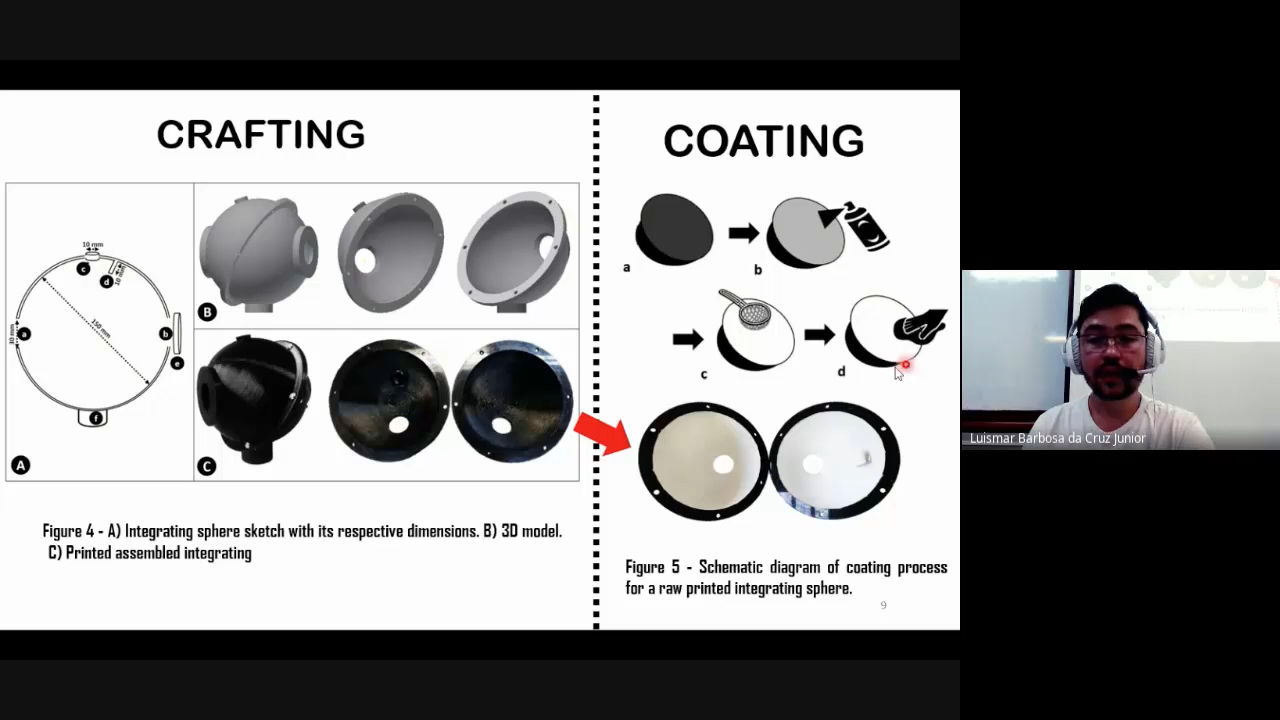 CRAFTING
10 mm
c
d
10 mm
150 mm
30 mm
a
b
e
f
A
B
C
Figure 4 - A) Integrating sphere sketch with its respective dimensions. B) 3D model.
C) Printed assembled integrating
COATING
a
b
c
d
Figure 5 - Schematic diagram of coating process
for a raw printed integrating sphere.
9
Luismar Barbosa da Cruz Junior